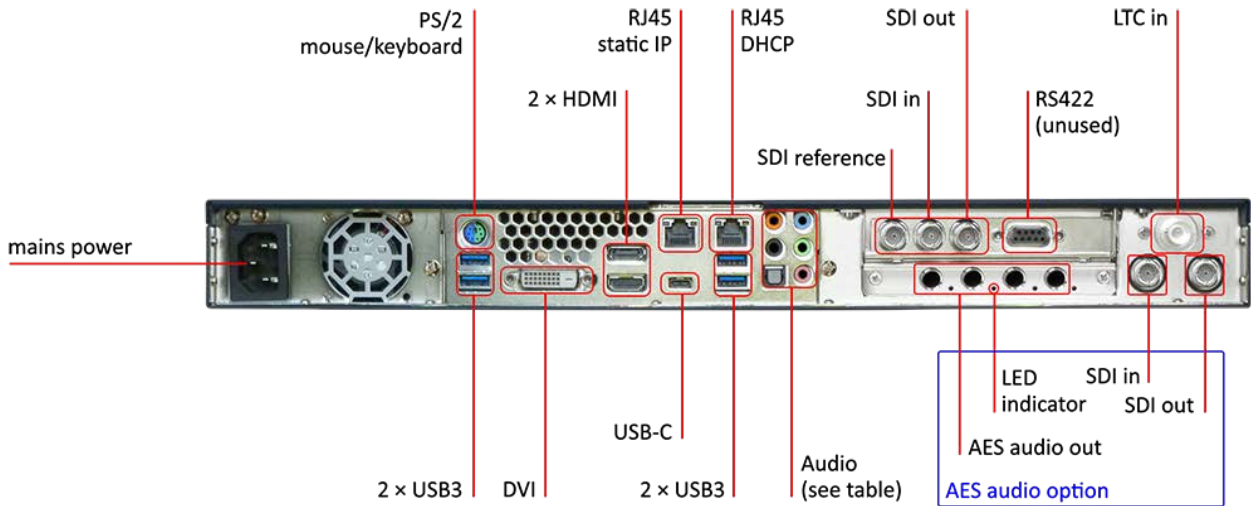 PS/2
mouse/keyboard
RJ45
static IP
RJ45
DHCP
SDI out
LTC in
2 × HDMI
SDI in
RS422
(unused)
SDI reference
mains power
LED
indicator
SDI in
SDI out
USB-C
AES audio out
Audio
(see table)
2 × USB3
DVI
2 × USB3
AES audio option